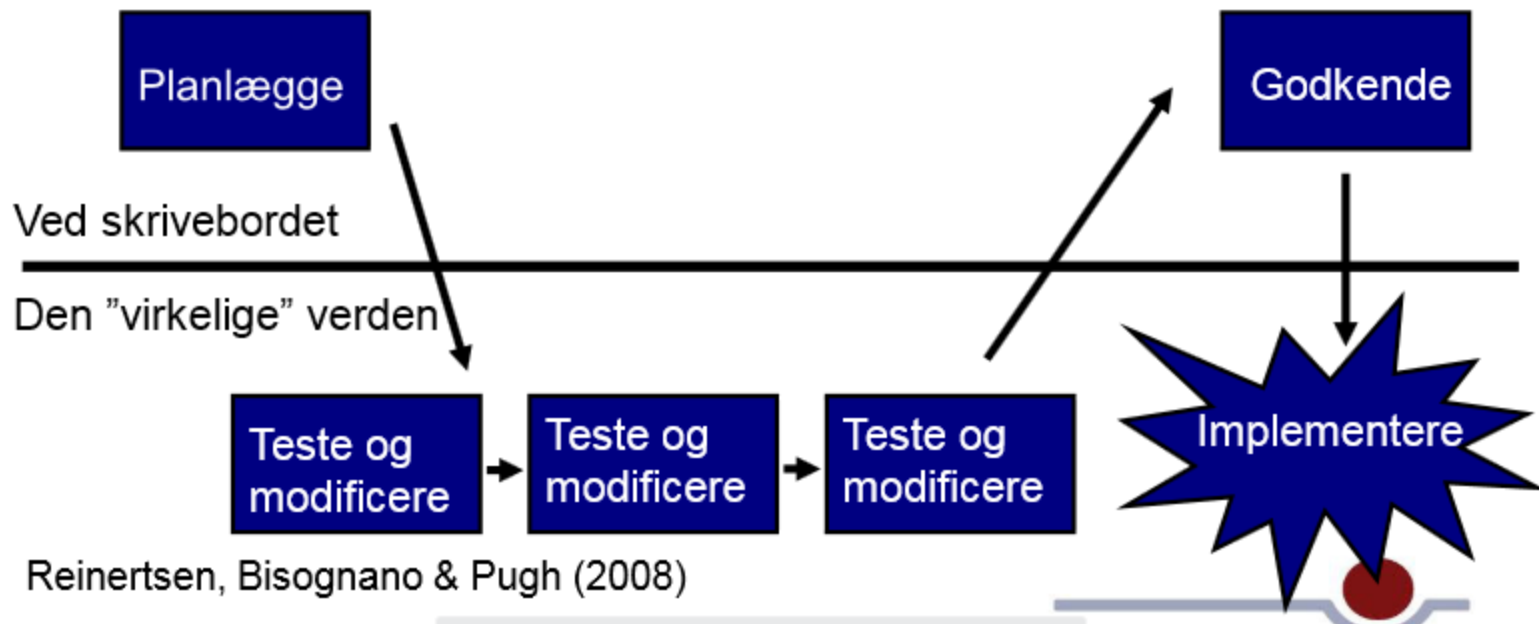 Planlægge
Godkende
Ved skrivebordet
Den ”virkelige” verden
Teste og
modificere
Teste og
modificere
Teste og
modificere
Implementere
Reinertsen, Bisognano & Pugh (2008)